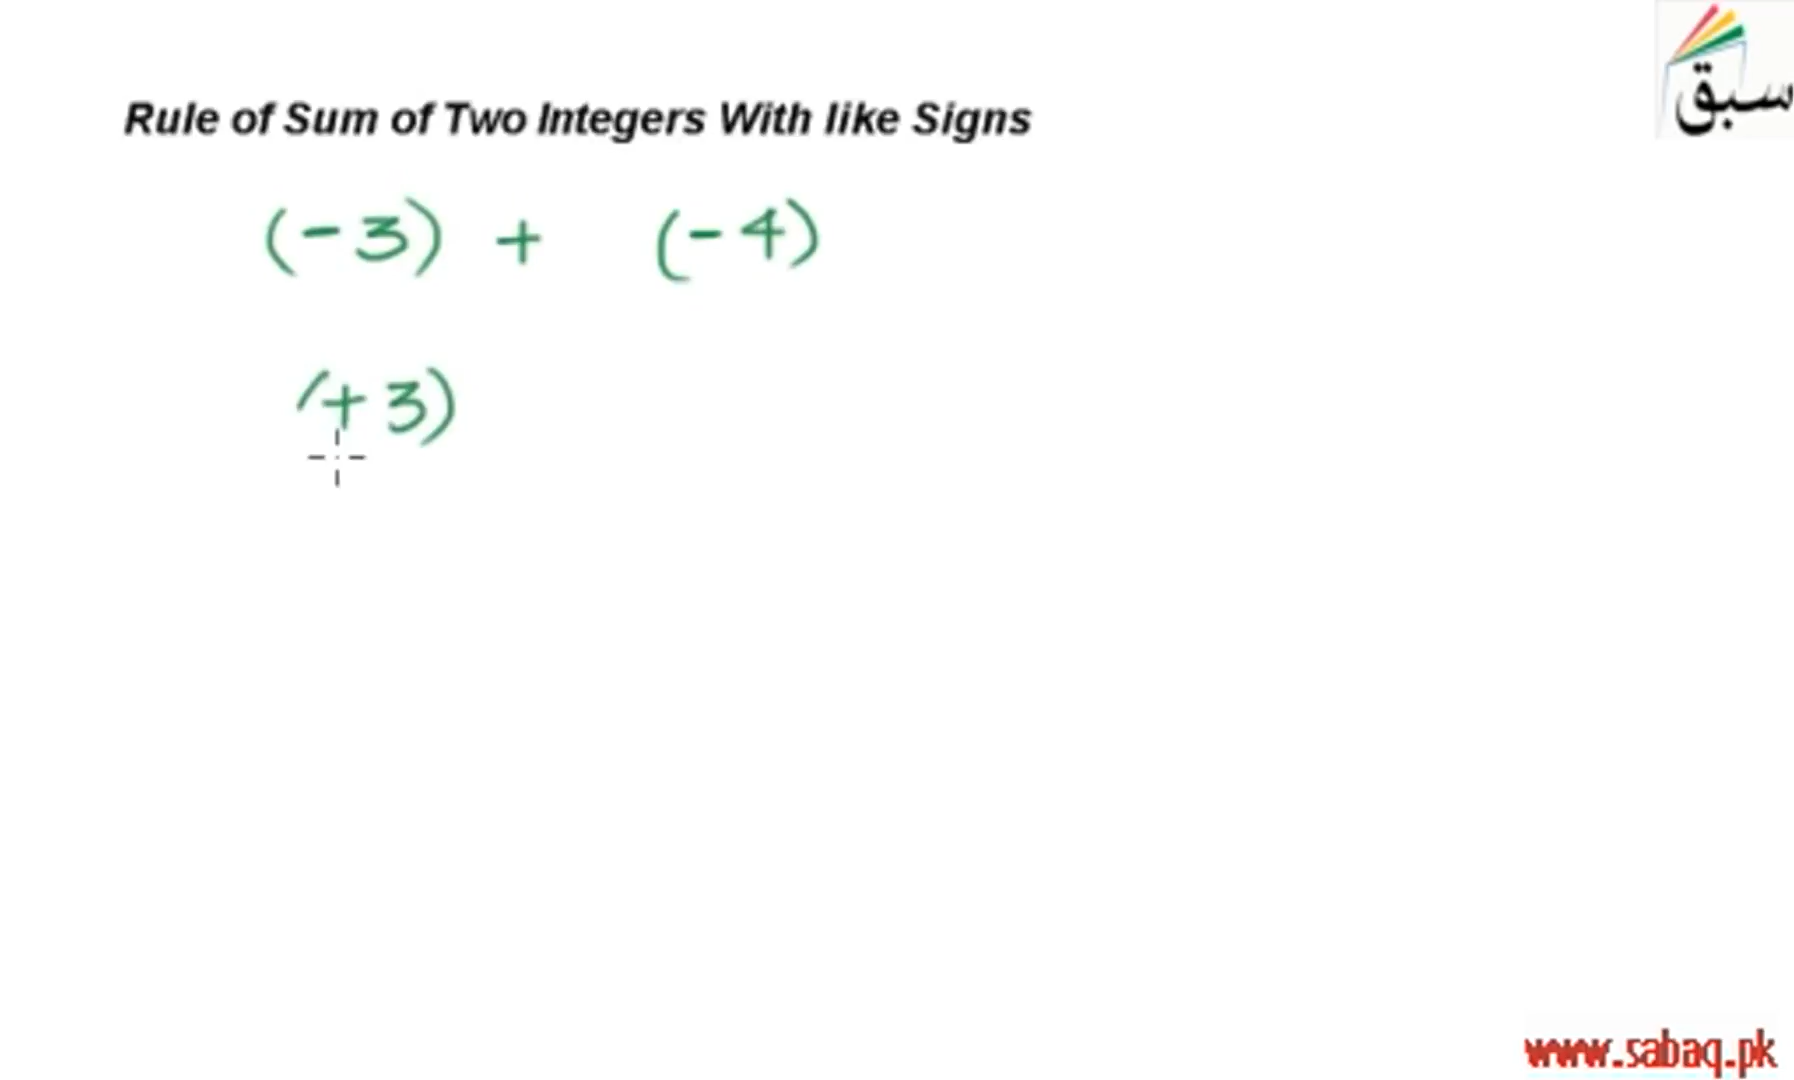 سبق
Rule of Sum of Two Integers With like Signs
(-3) + (-4)
(+3)
www.sabaq.pk